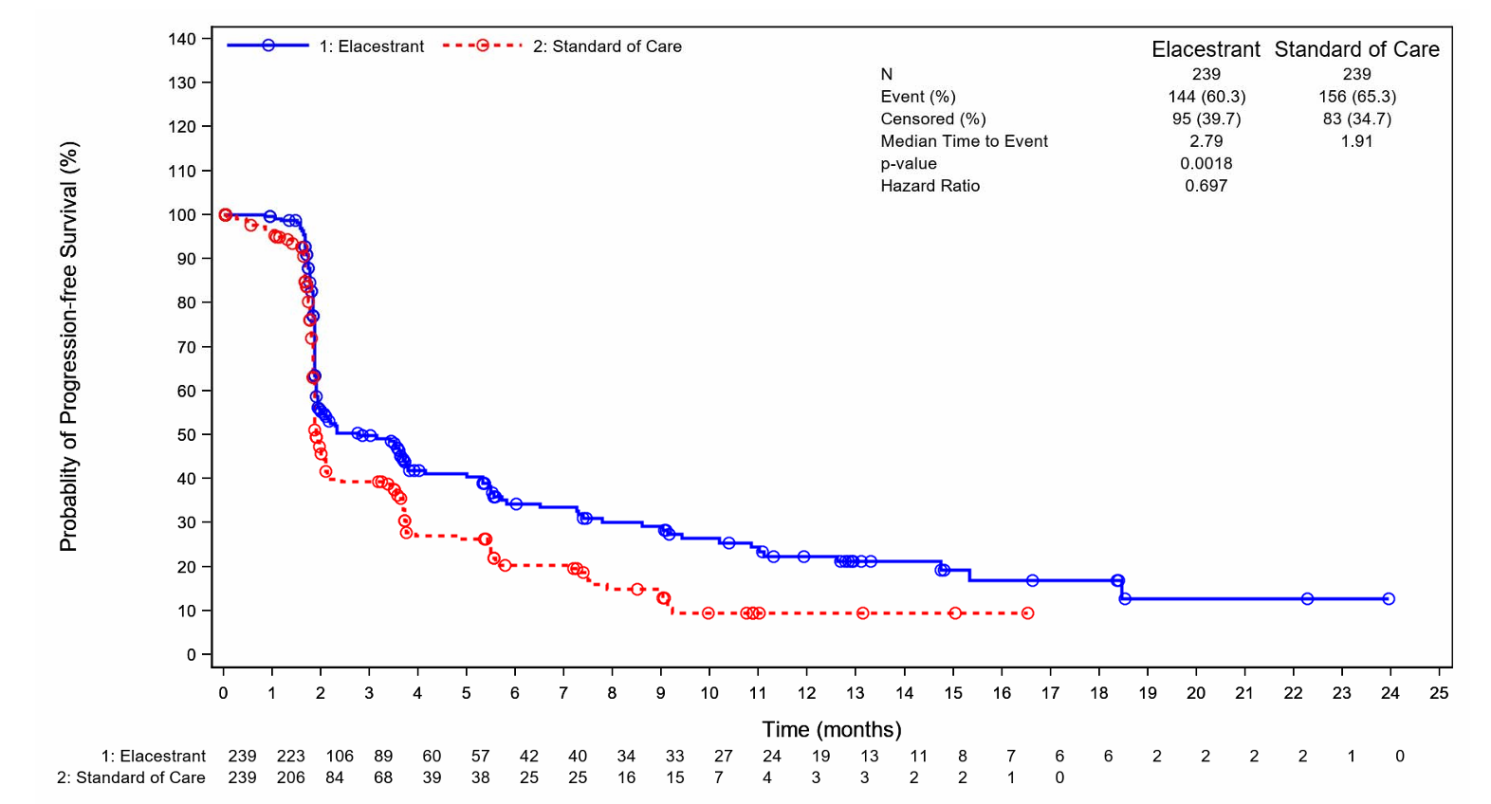 140
1: Elacestrant 2: Standard of Care
Elacestrant Standard of Care
N 239 239
Event (%) 144 (60.3) 156 (65.3)
Censored (%) 95 (39.7) 83 (34.7)
Median Time to Event 2.79 1.91
p-value 0.0018
Hazard Ratio 0.697
130
120
110
100
90
80
70
60
50
40
30
20
10
0
Probablity of Progression-free Survival (%)
0 1 2 3 4 5 6 7 8 9 10 11 12 13 14 15 16 17 18 19 20 21 22 23 24 25
Time (months)
1: Elacestrant 239 223 106 89 60 57 42 40 34 33 27 24 19 13 11 8 7 6 6 2 2 2 2 1 0
2: Standard of Care 239 206 84 68 39 38 25 25 16 15 7 4 3 3 2 2 1 0